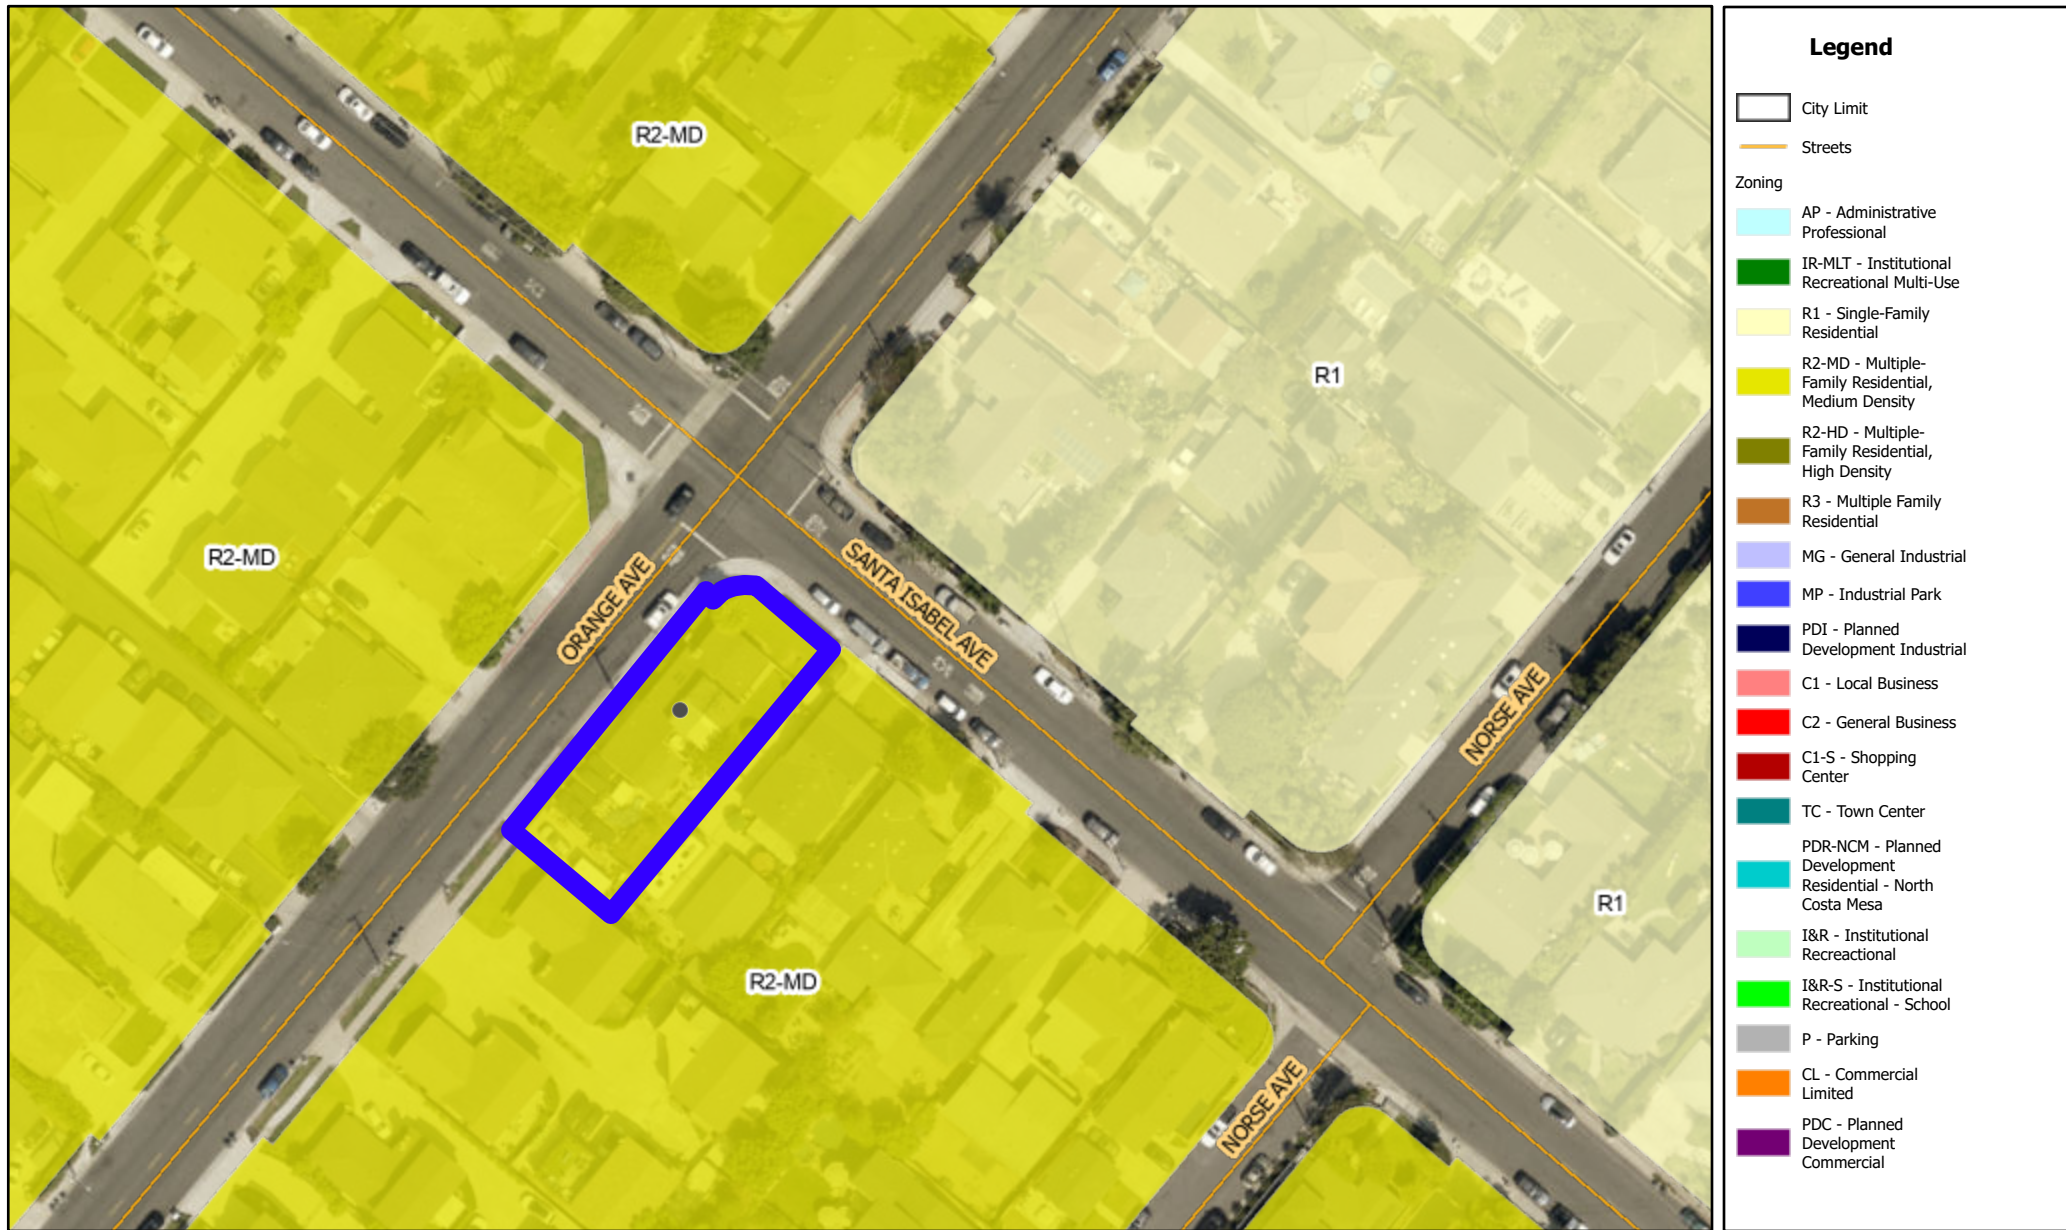 R2-MD
R1
R2-MD
ORANGE AVE
SANTA ISABEL AVE
NORSE AVE
R1
R2-MD
NORSE AVE
Legend
City Limit
Streets
Zoning
AP - Administrative
Professional
IR-MLT - Institutional
Recreational Multi-Use
R1 - Single-Family
Residential
R2-MD - Multiple-
Family Residential,
Medium Density
R2-HD - Multiple-
Family Residential,
High Density
R3 - Multiple Family
Residential
MG - General Industrial
MP - Industrial Park
PDI - Planned
Development Industrial
C1 - Local Business
C2 - General Business
C1-S - Shopping
Center
TC - Town Center
PDR-NCM - Planned
Development
Residential - North
Costa Mesa
I&R - Institutional
Recreactional
I&R-S - Institutional
Recreational - School
P - Parking
CL - Commercial
Limited
PDC - Planned
Development
Commercial